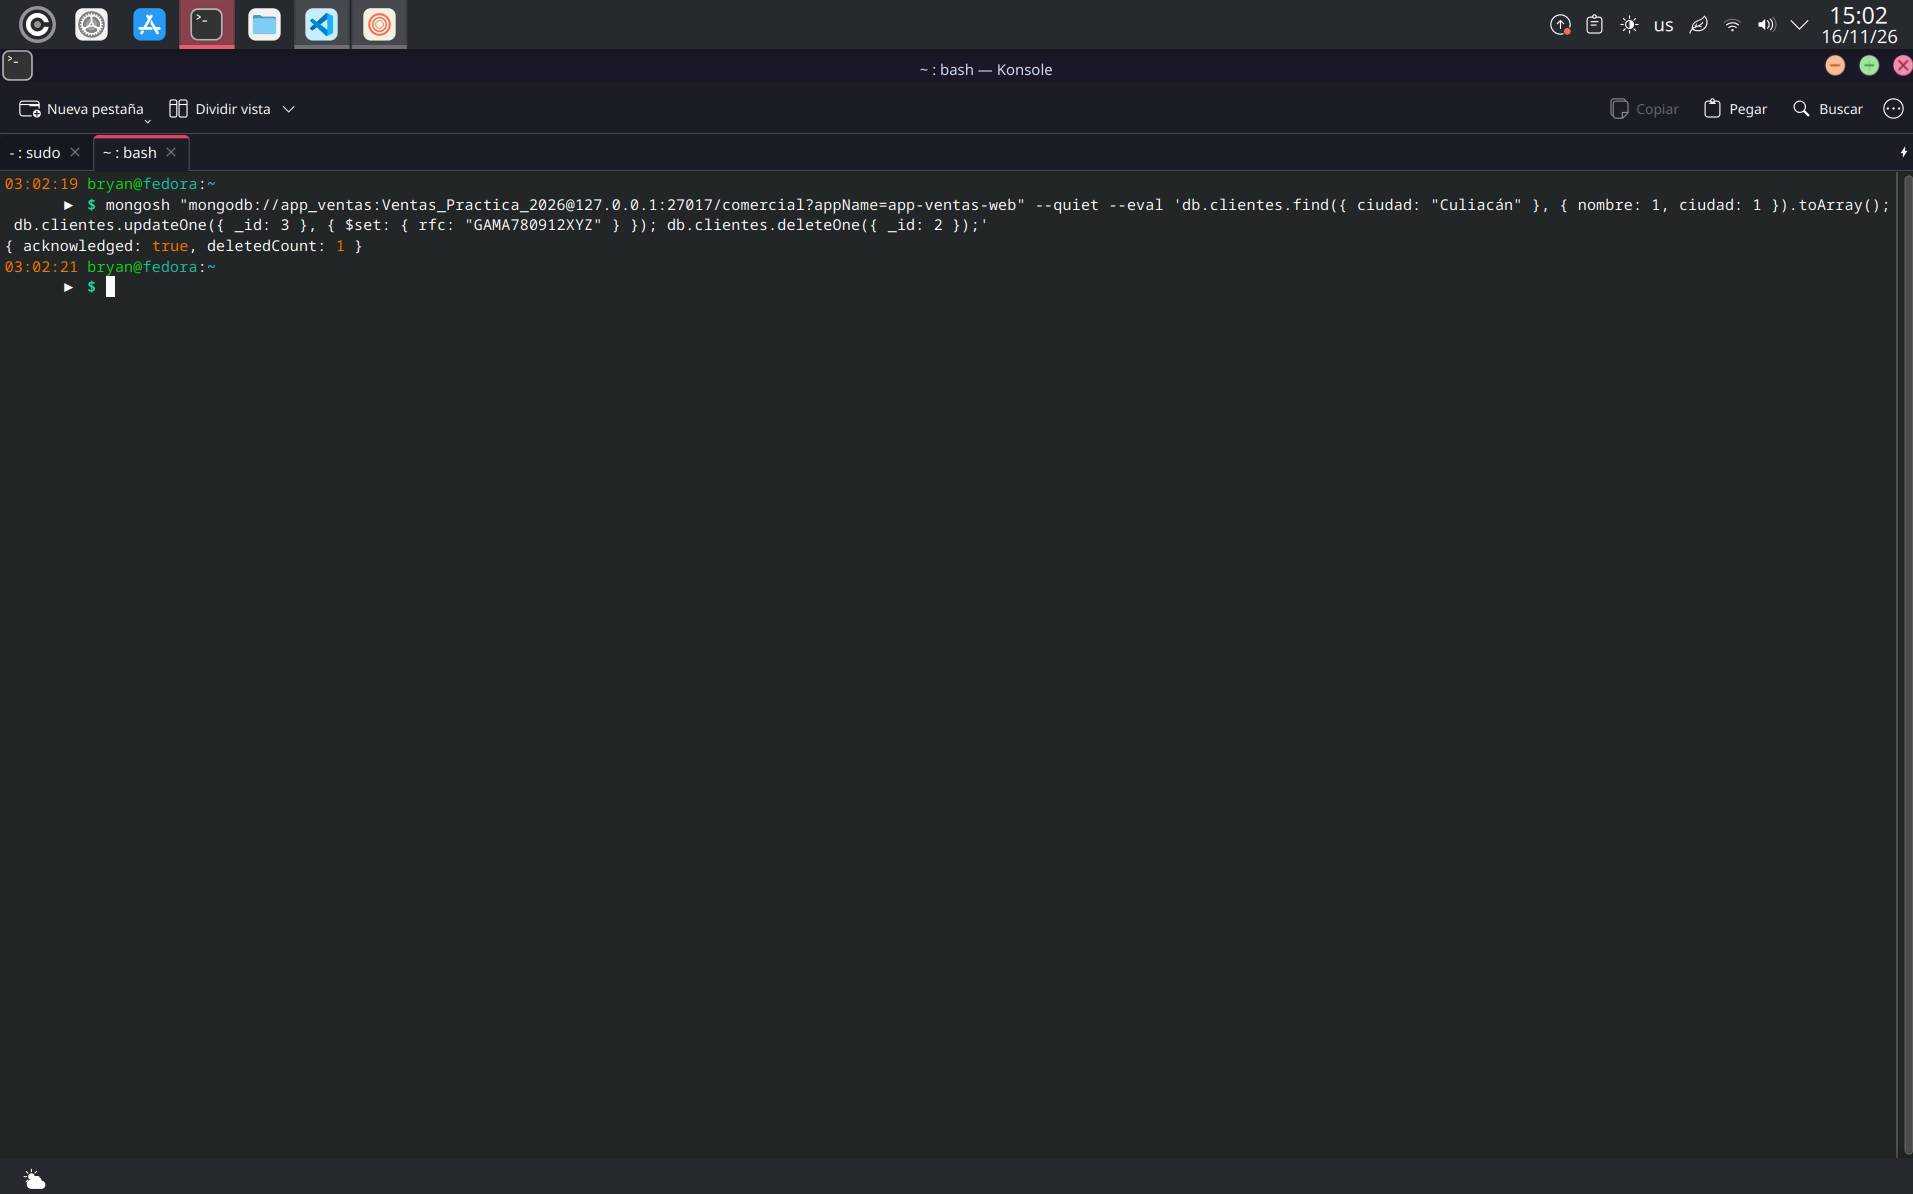 us
15:02
16/11/26
~ : bash — Konsole
Nueva pestaña
Dividir vista
Copiar
Pegar
Buscar
- : sudo
~ : bash
03:02:19 bryan@fedora:~
$ mongosh "mongodb://app_ventas:Ventas_Practica_2026@127.0.0.1:27017/comercial?appName=app-ventas-web" --quiet --eval 'db.clientes.find({ ciudad: "Culiacán" }, { nombre: 1, ciudad: 1 }).toArray();
db.clientes.updateOne({ _id: 3 }, { $set: { rfc: "GAMA780912XYZ" } }); db.clientes.deleteOne({ _id: 2 });'
{ acknowledged: true, deletedCount: 1 }
03:02:21 bryan@fedora:~
$